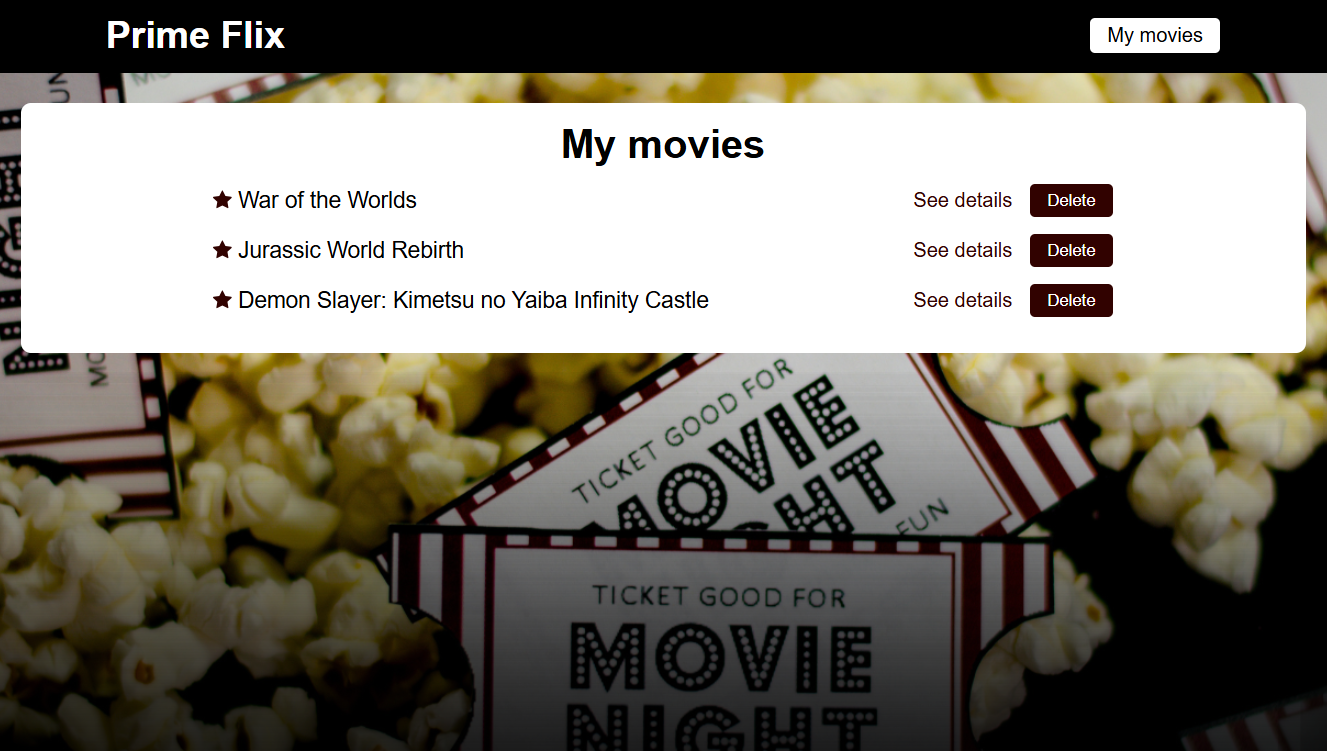 Prime Flix
My movies
My movies
War of the Worlds
See details
Delete
Jurassic World Rebirth
See details
Delete
Demon Slayer: Kimetsu no Yaiba Infinity Castle
See details
Delete
TICKET GOOD FOR
MOVIE
NIGHT
FUN
TICKET GOOD FOR
MOVIE
NIGHT